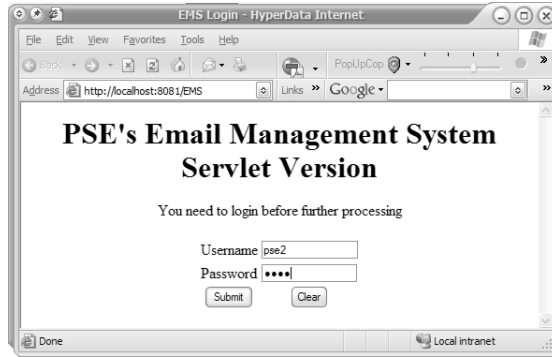 EMS Login - HyperData Internet
File Edit View Favorites Tools Help
Back PopUpCop
Address http://localhost:8081/EMS Links » Google
PSE's Email Management System
Servlet Version
You need to login before further processing
Username pse2
Password ••••
Submit Clear
Done Local intranet